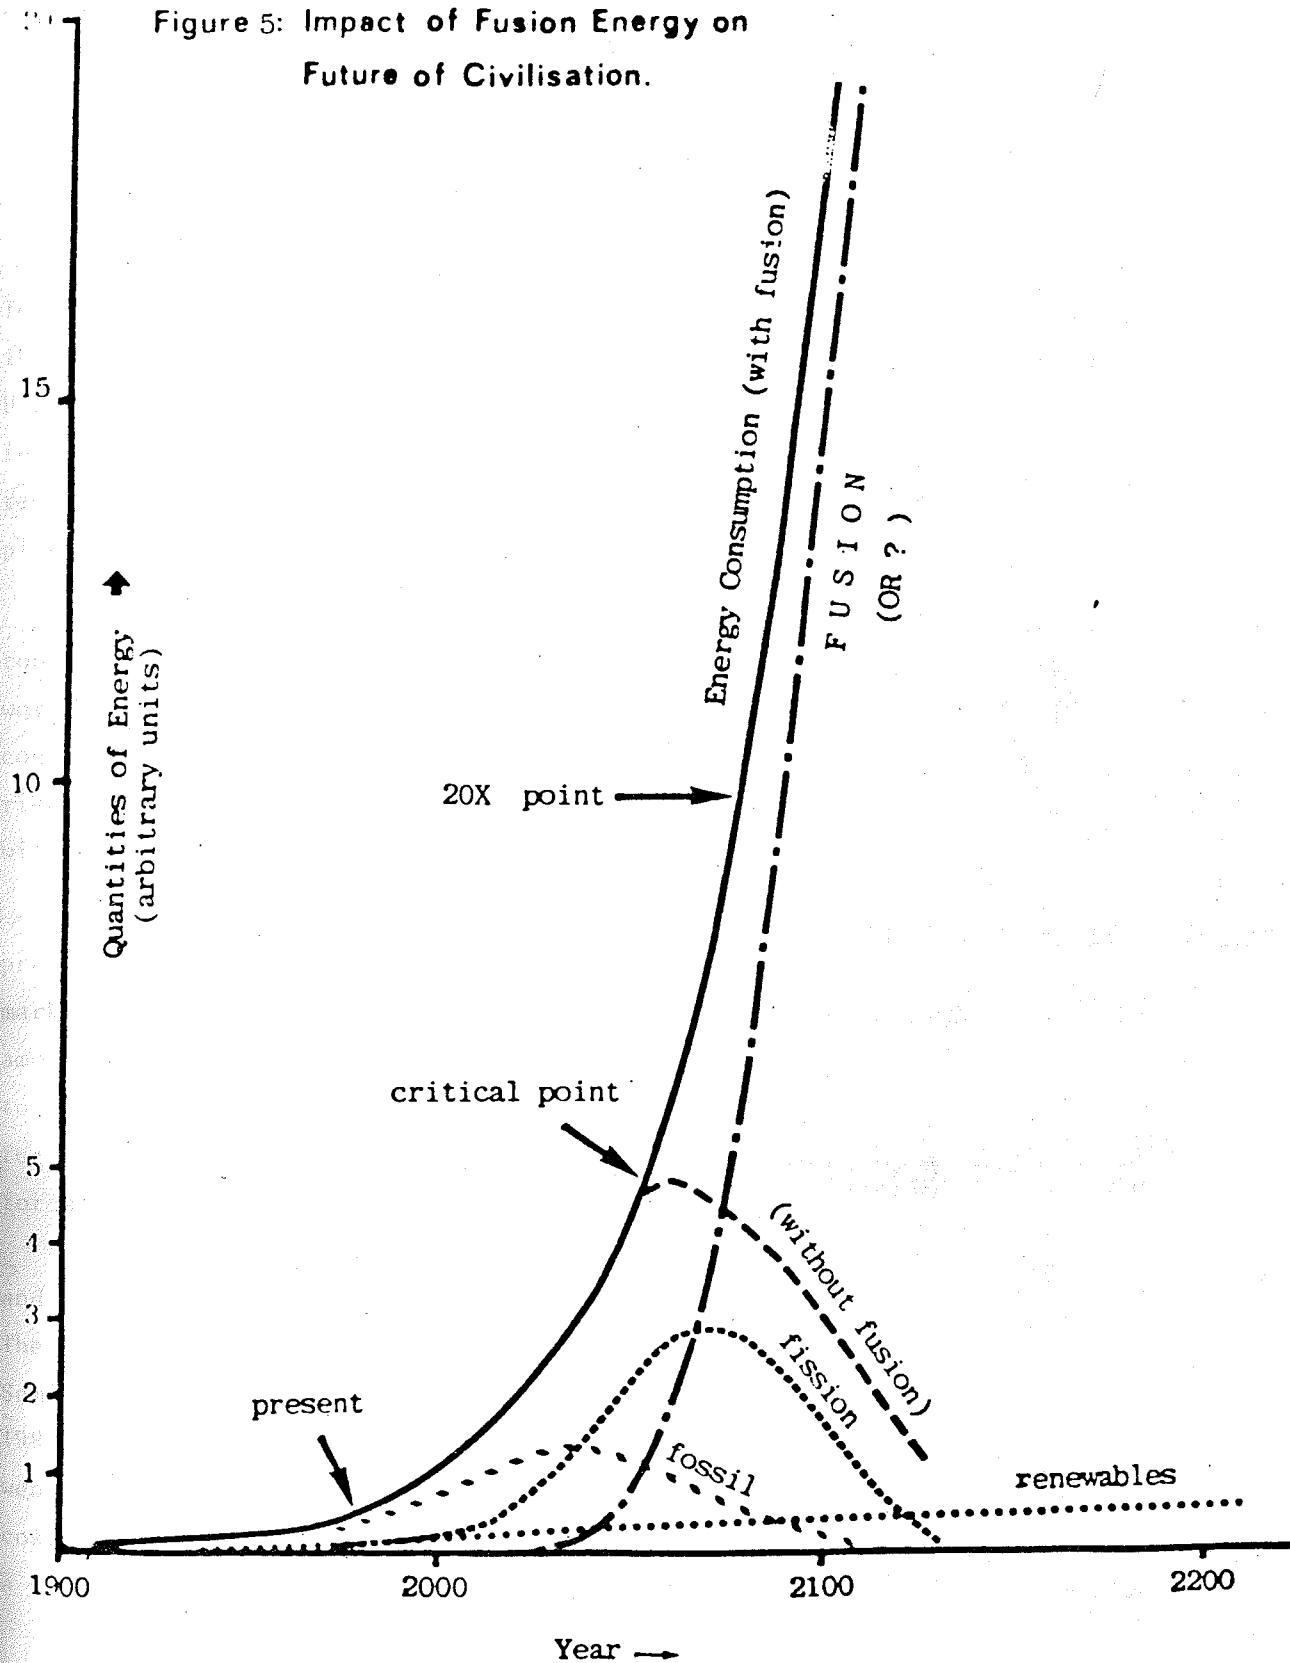 Figure 5: Impact of Fusion Energy on
Future of Civilisation.
15
10
5
4
3
2
1
Quantities of Energy
(arbitrary units)
Energy Consumption (with fusion)
FUSION
(OR ?)
20X point
critical point
(without fusion)
fission
present
fossil
renewables
1900
2000
2100
2200
Year